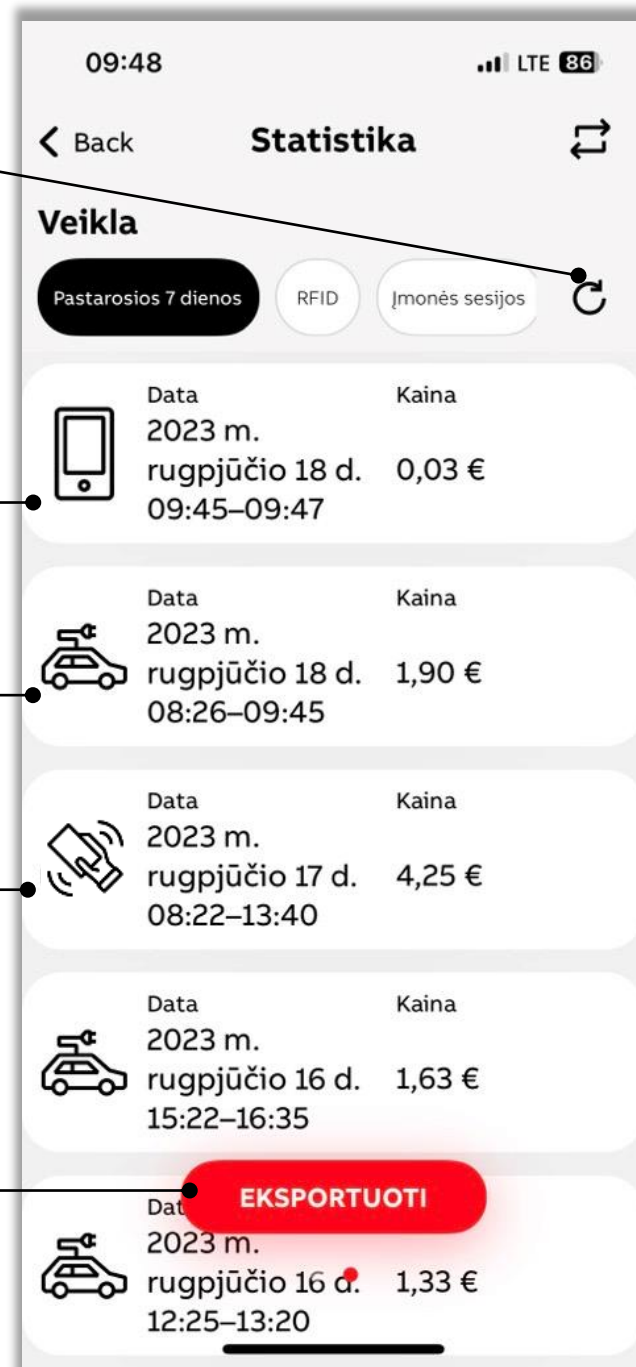 09:48 LTE 86
Back Statistika
Veikla
Pastarosios 7 dienos RFID Įmonės sesijos
Data Kaina
2023 m.
rugpjūčio 18 d. 0,03 €
09:45–09:47
Data Kaina
2023 m.
rugpjūčio 18 d. 1,90 €
08:26–09:45
Data Kaina
2023 m.
rugpjūčio 17 d. 4,25 €
08:22–13:40
Data Kaina
2023 m.
rugpjūčio 16 d. 1,63 €
15:22–16:35
EKSPORTUOTI
2023 m.
rugpjūčio 16 d. 1,33 €
12:25–13:20